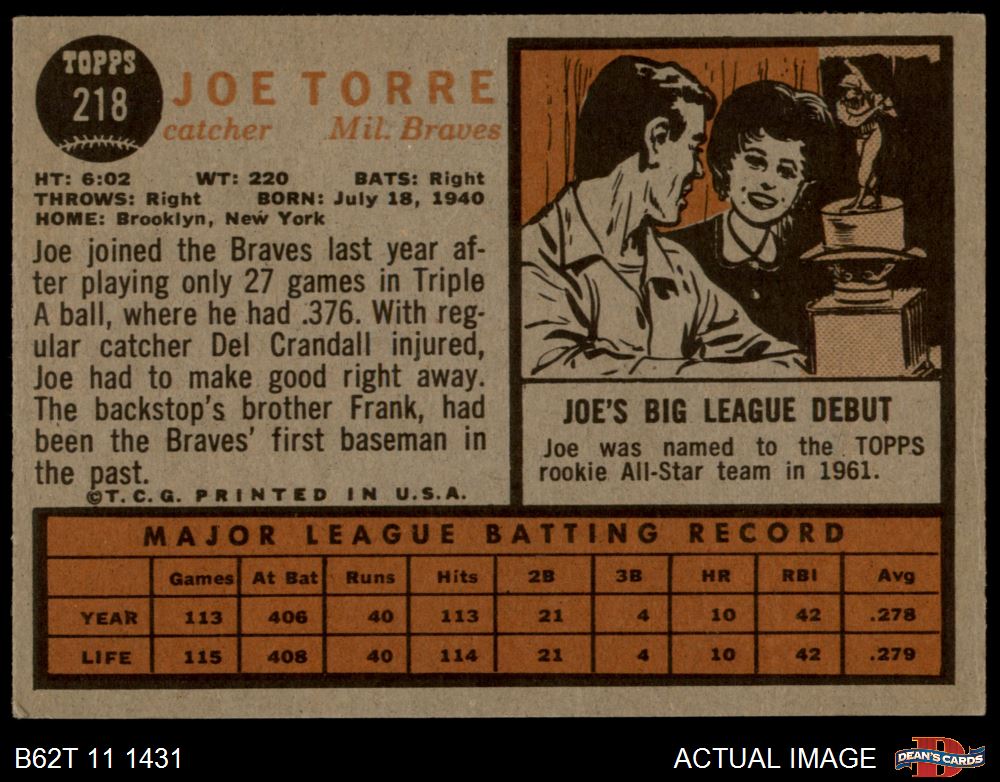 TOPPS
218
JOE TORRE
catcher Mil. Braves
HT: 6:02 WT: 220 BATS: Right
THROWS: Right BORN: July 18, 1940
HOME: Brooklyn, New York
Joe joined the Braves last year af-
ter playing only 27 games in Triple
A ball, where he had .376. With reg-
ular catcher Del Crandall injured,
Joe had to make good right away.
The backstop's brother Frank, had
been the Braves' first baseman in
the past.
©T. C. G. PRINTED IN U.S.A.
JOE'S BIG LEAGUE DEBUT
Joe was named to the TOPPS
rookie All-Star team in 1961.
MAJOR LEAGUE BATTING RECORD
Games At Bat Runs Hits 2B 3B HR RBI Avg
YEAR 113 406 40 113 21 4 10 42 .278
LIFE 115 408 40 114 21 4 10 42 .279
B62T 11 1431
ACTUAL IMAGE
D
DEAN'S CARDS